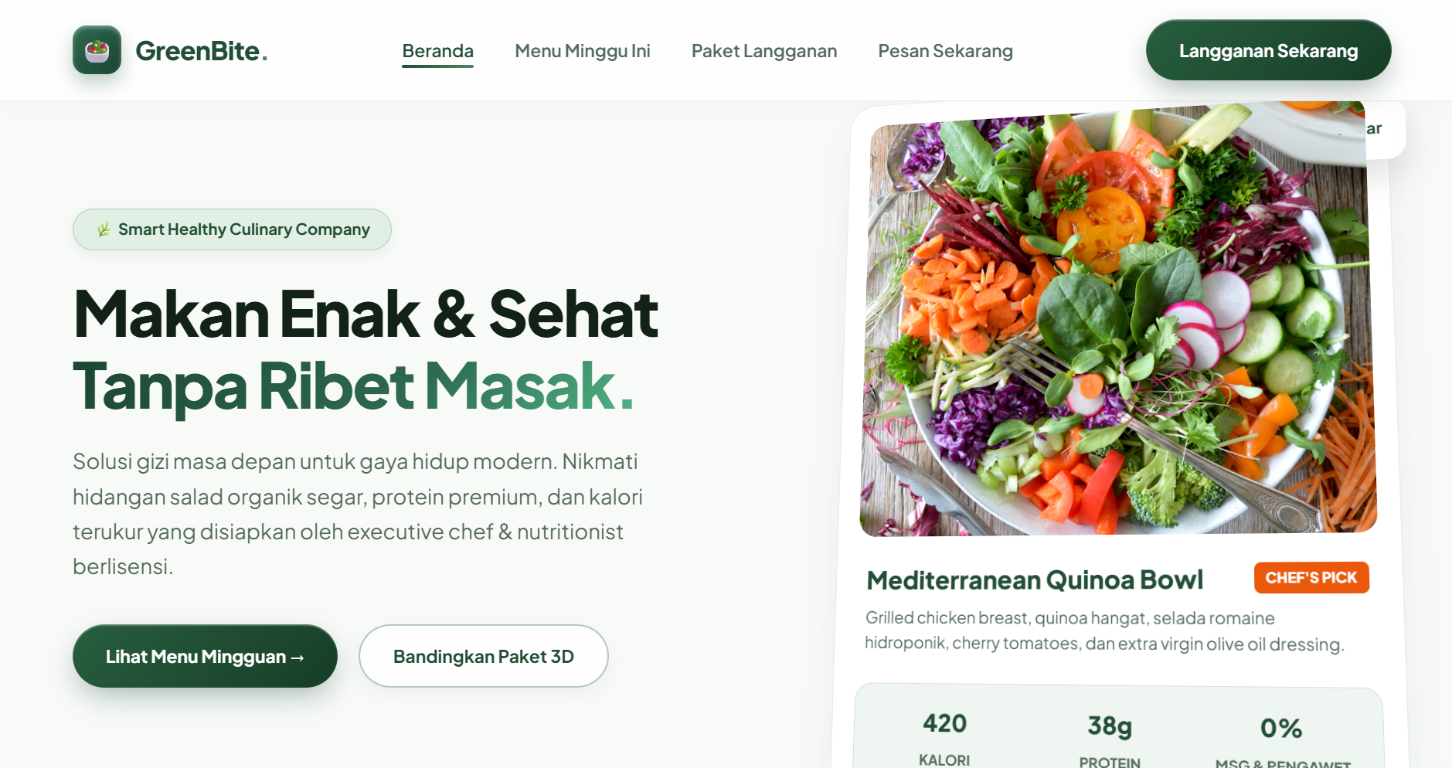 GreenBite.
Beranda
Menu Minggu Ini
Paket Langganan
Pesan Sekarang
Langganan Sekarang
Smart Healthy Culinary Company
Makan Enak & Sehat
Tanpa Ribet Masak.
Solusi gizi masa depan untuk gaya hidup modern. Nikmati
hidangan salad organik segar, protein premium, dan kalori
terukur yang disiapkan oleh executive chef & nutritionist
berlisensi.
Lihat Menu Mingguan →
Bandingkan Paket 3D
Mediterranean Quinoa Bowl
CHEF'S PICK
Grilled chicken breast, quinoa hangat, selada romaine
hidroponik, cherry tomatoes, dan extra virgin olive oil dressing.
420
KALORI
38g
PROTEIN
0%
MSG & PENGAWET